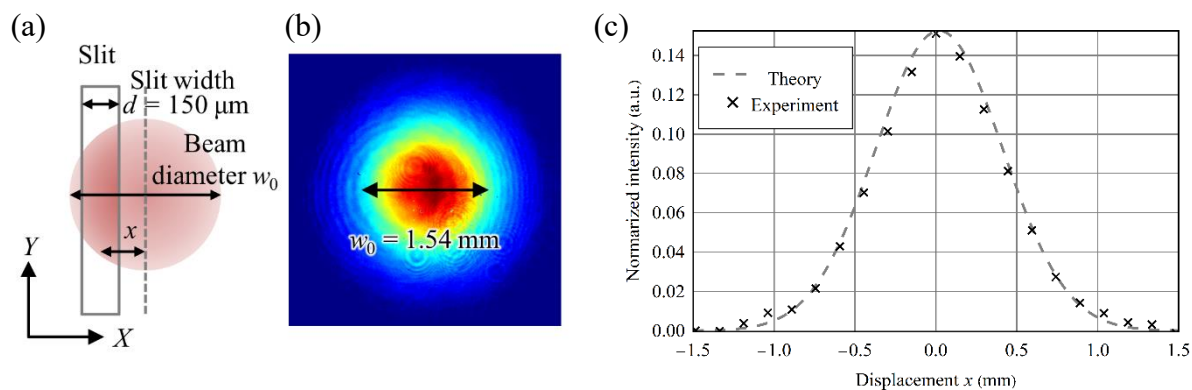 (a)
Slit
Slit width
d = 150 μm
Beam
diameter w0
x
Y
X
(b)
w0 = 1.54 mm
(c)
Normarized intensity (a.u.)
0.14
0.12
0.10
0.08
0.06
0.04
0.02
0.00
Theory
Experiment
−1.5 −1.0 −0.5 0.0 0.5 1.0 1.5
Displacement x (mm)